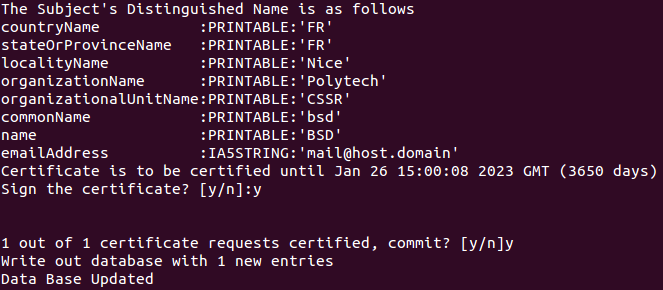 The Subject's Distinguished Name is as follows
countryName           :PRINTABLE:'FR'
stateOrProvinceName   :PRINTABLE:'FR'
localityName          :PRINTABLE:'Nice'
organizationName      :PRINTABLE:'Polytech'
organizationalUnitName:PRINTABLE:'CSSR'
commonName            :PRINTABLE:'bsd'
name                  :PRINTABLE:'BSD'
emailAddress          :IA5STRING:'mail@host.domain'
Certificate is to be certified until Jan 26 15:00:08 2023 GMT (3650 days)
Sign the certificate? [y/n]:y
1 out of 1 certificate requests certified, commit? [y/n]y
Write out database with 1 new entries
Data Base Updated